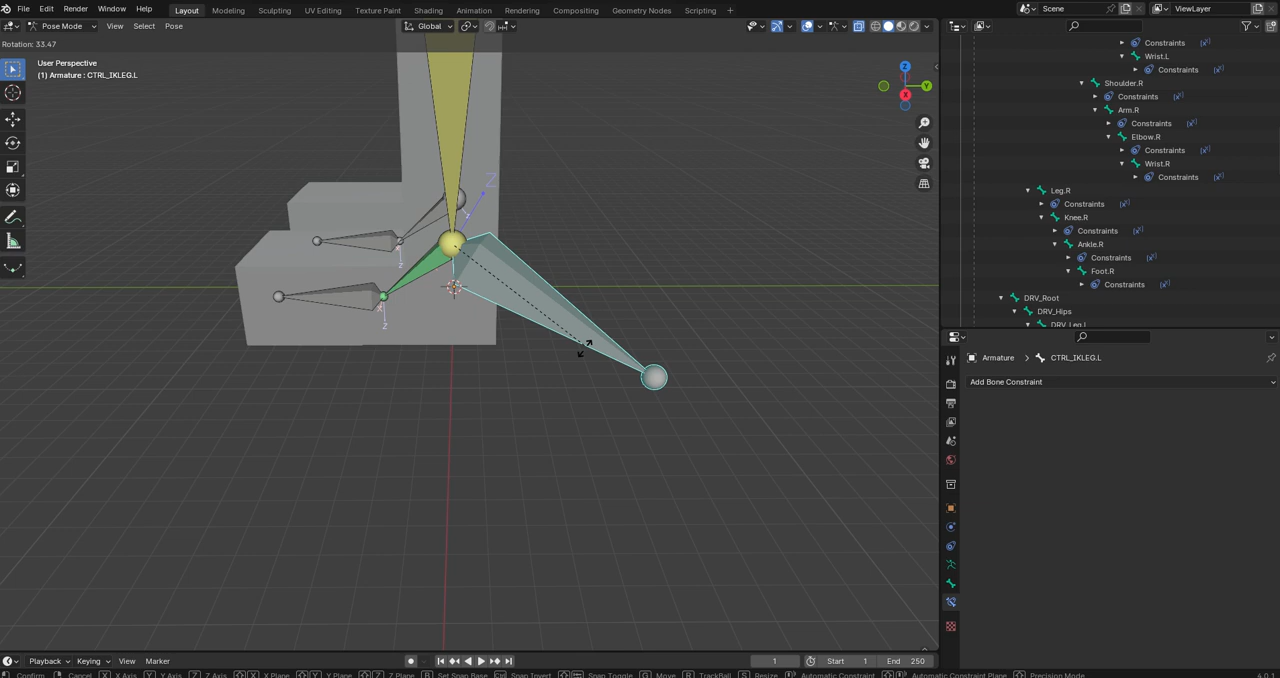 File Edit Render Window Help
Layout Modeling Sculpting UV Editing Texture Paint Shading Animation Rendering Compositing Geometry Nodes Scripting +
Scene ViewLayer
Pose Mode View Select Pose Global
Rotation: 33.47
User Perspective
(1) Armature : CTRL_IKLEG.L
Z
Y
X
Z
z
z
x
z
Constraints
Wrist.L
Constraints
Shoulder.R
Constraints
Arm.R
Constraints
Elbow.R
Constraints
Wrist.R
Constraints
Leg.R
Constraints
Knee.R
Constraints
Ankle.R
Constraints
Foot.R
Constraints
DRV_Root
DRV_Hips
DRV_Leg.L
Armature > CTRL_IKLEG.L
Add Bone Constraint
Playback Keying View Marker 1 Start 1 End 250
Confirm Cancel X X Axis Y Y Axis Z Z Axis X X Plane Y Y Plane Z Z Plane B Set Snap Base Ctrl Snap Invert Snap Toggle G Move R TrackBall S Resize Automatic Constraint Automatic Constraint Plane Precision Mode 4.0.1